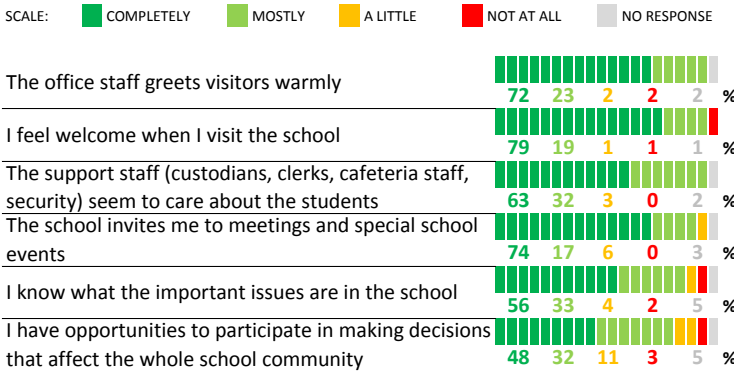 SCALE: COMPLETELY MOSTLY A LITTLE NOT AT ALL NO RESPONSE
The office staff greets visitors warmly
72 23 2 2 2 %
I feel welcome when I visit the school
79 19 1 1 1 %
The support staff (custodians, clerks, cafeteria staff,
security) seem to care about the students
63 32 3 0 2 %
The school invites me to meetings and special school
events
74 17 6 0 3 %
I know what the important issues are in the school
56 33 4 2 5 %
I have opportunities to participate in making decisions
that affect the whole school community
48 32 11 3 5 %